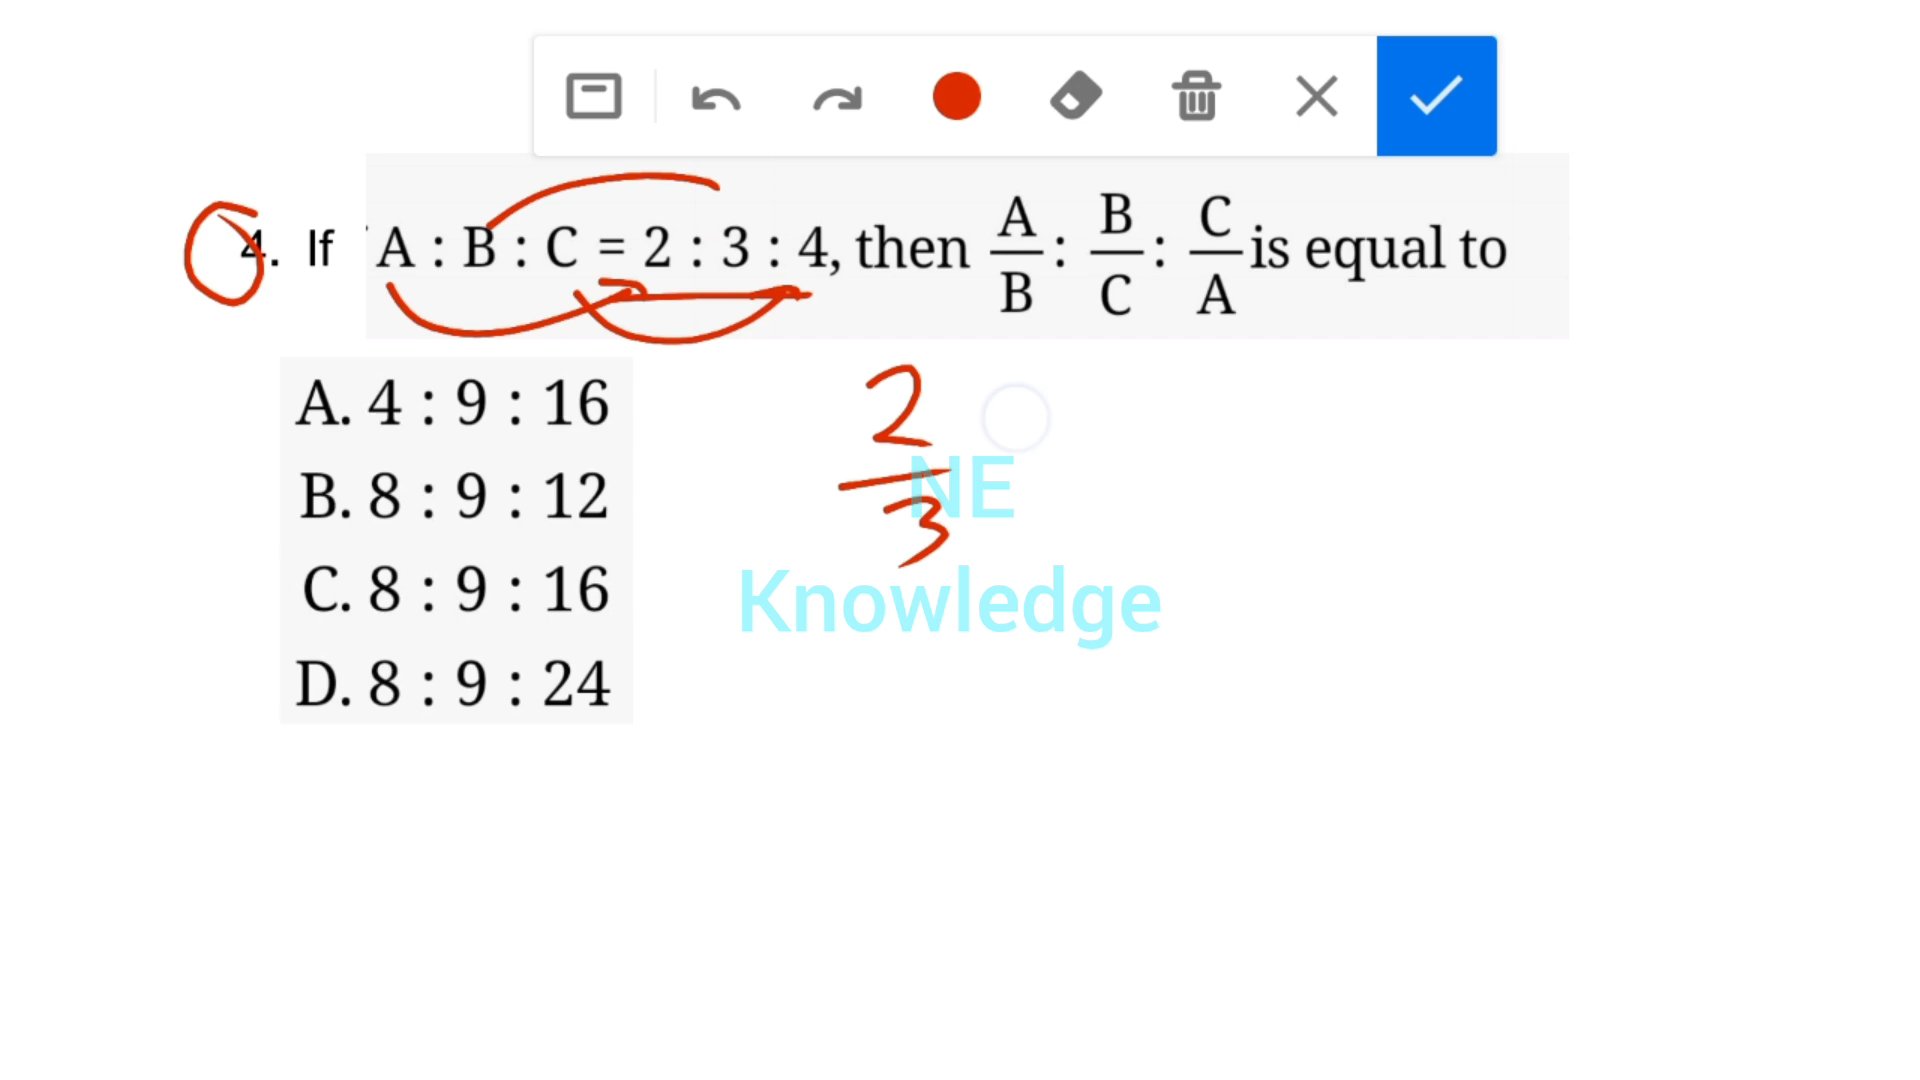 4. If A : B : C = 2 : 3 : 4, then A/B : B/C : C/A is equal to
A. 4 : 9 : 16
B. 8 : 9 : 12
C. 8 : 9 : 16
D. 8 : 9 : 24
2/3
NE
Knowledge